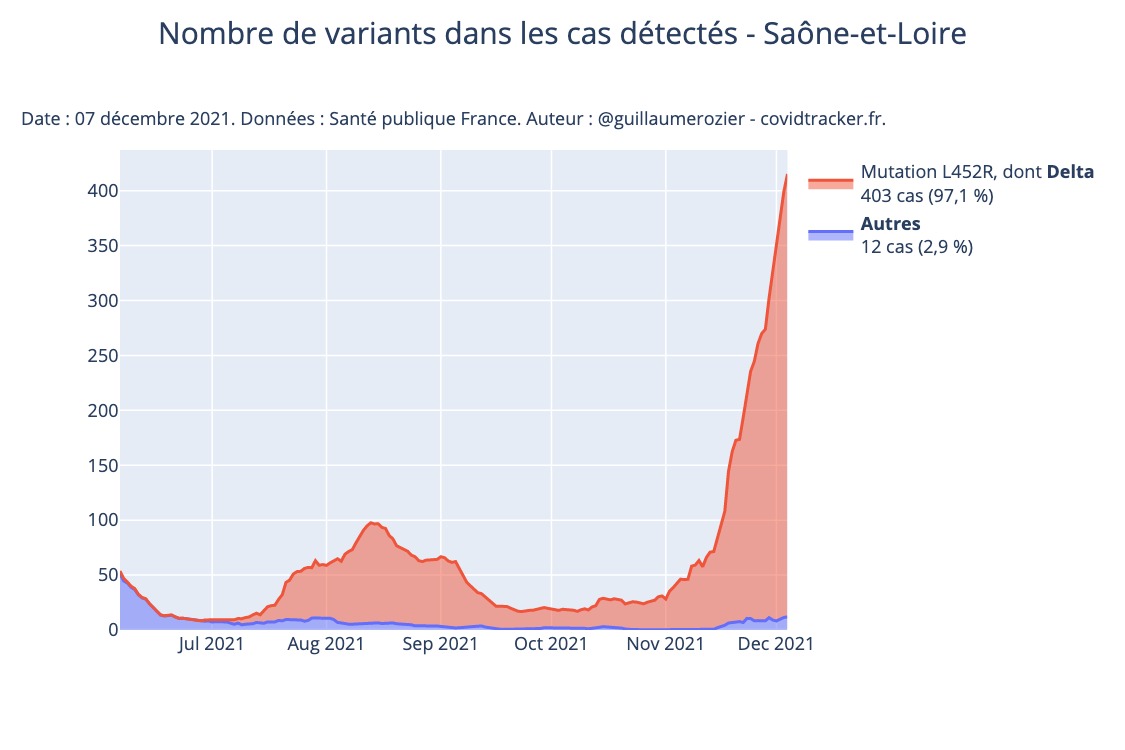 Nombre de variants dans les cas détectés - Saône-et-Loire
Date : 07 décembre 2021. Données : Santé publique France. Auteur : @guillaumerozier - covidtracker.fr.
Mutation L452R, dont Delta
403 cas (97,1 %)
Autres
12 cas (2,9 %)
400
350
300
250
200
150
100
50
0
Jul 2021
Aug 2021
Sep 2021
Oct 2021
Nov 2021
Dec 2021